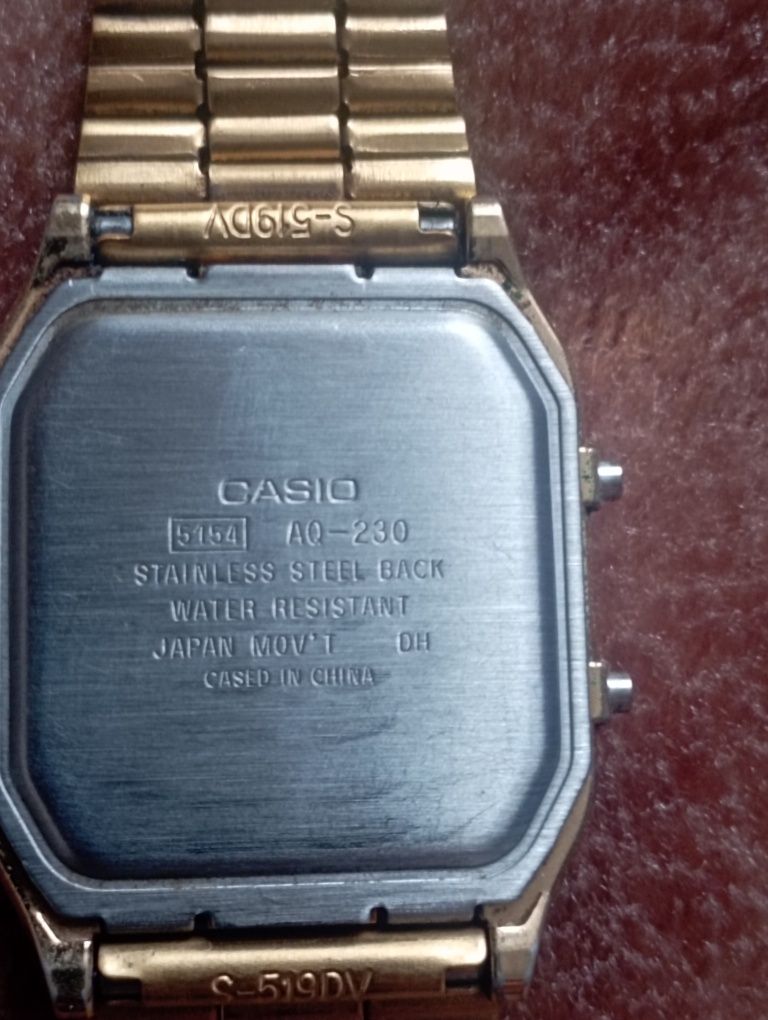 S-519DV
CASIO
5154 AQ-230
STAINLESS STEEL BACK
WATER RESISTANT
JAPAN MOV'T DH
CASED IN CHINA
S-519DV